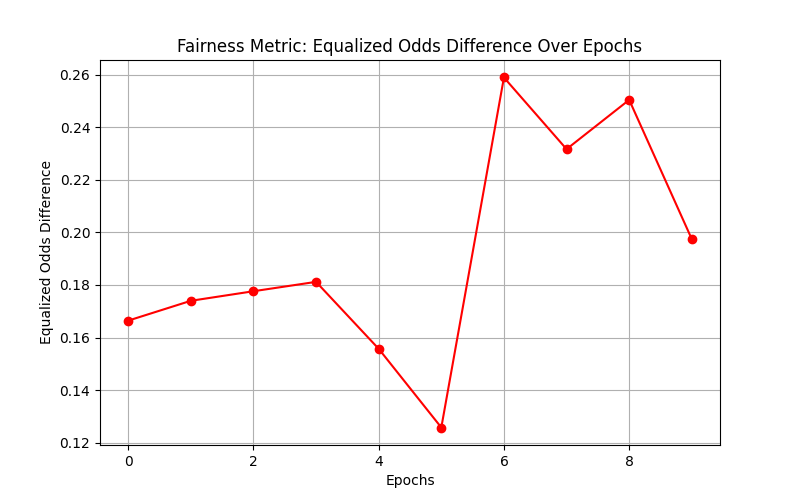 Fairness Metric: Equalized Odds Difference Over Epochs
0.26
0.24
0.22
0.20
0.18
0.16
0.14
0.12
Equalized Odds Difference
0 2 4 6 8
Epochs